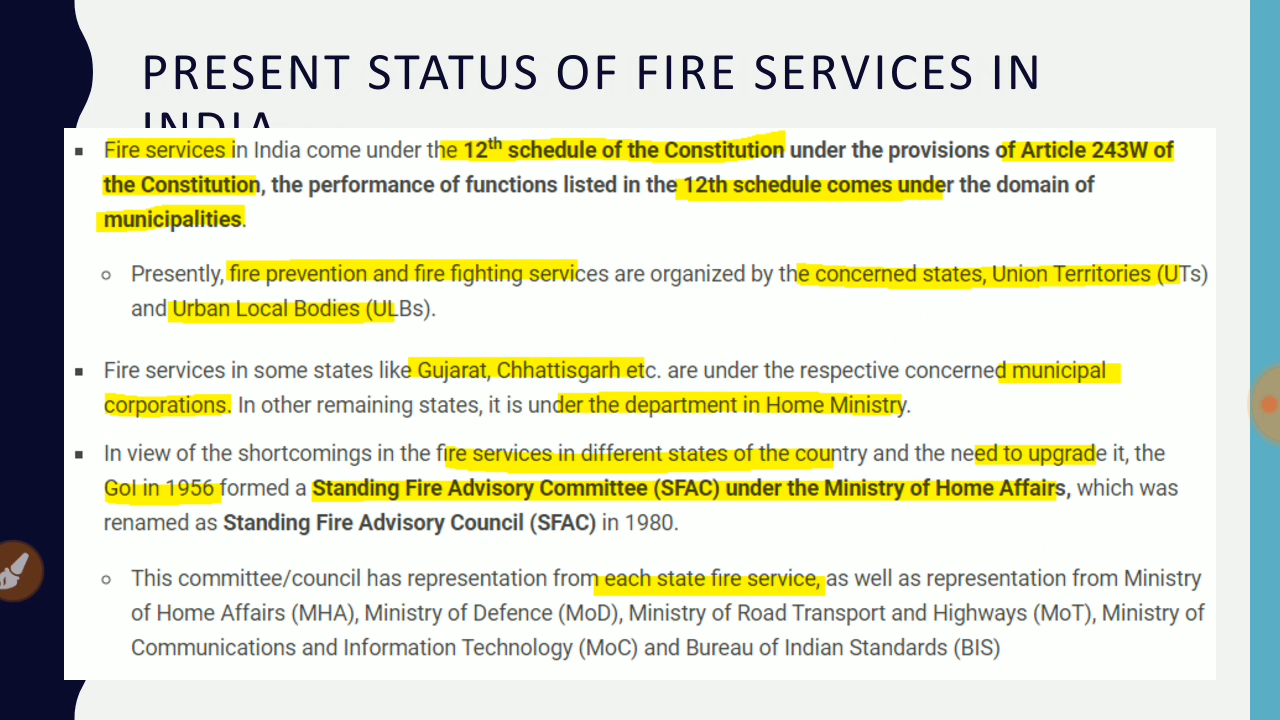 PRESENT STATUS OF FIRE SERVICES IN
INDIA
▪ Fire services in India come under the 12th schedule of the Constitution under the provisions of Article 243W of
the Constitution, the performance of functions listed in the 12th schedule comes under the domain of
municipalities.
○ Presently, fire prevention and fire fighting services are organized by the concerned states, Union Territories (UTs)
and Urban Local Bodies (ULBs).
▪ Fire services in some states like Gujarat, Chhattisgarh etc. are under the respective concerned municipal
corporations. In other remaining states, it is under the department in Home Ministry.
▪ In view of the shortcomings in the fire services in different states of the country and the need to upgrade it, the
GoI in 1956 formed a Standing Fire Advisory Committee (SFAC) under the Ministry of Home Affairs, which was
renamed as Standing Fire Advisory Council (SFAC) in 1980.
○ This committee/council has representation from each state fire service, as well as representation from Ministry
of Home Affairs (MHA), Ministry of Defence (MoD), Ministry of Road Transport and Highways (MoT), Ministry of
Communications and Information Technology (MoC) and Bureau of Indian Standards (BIS)